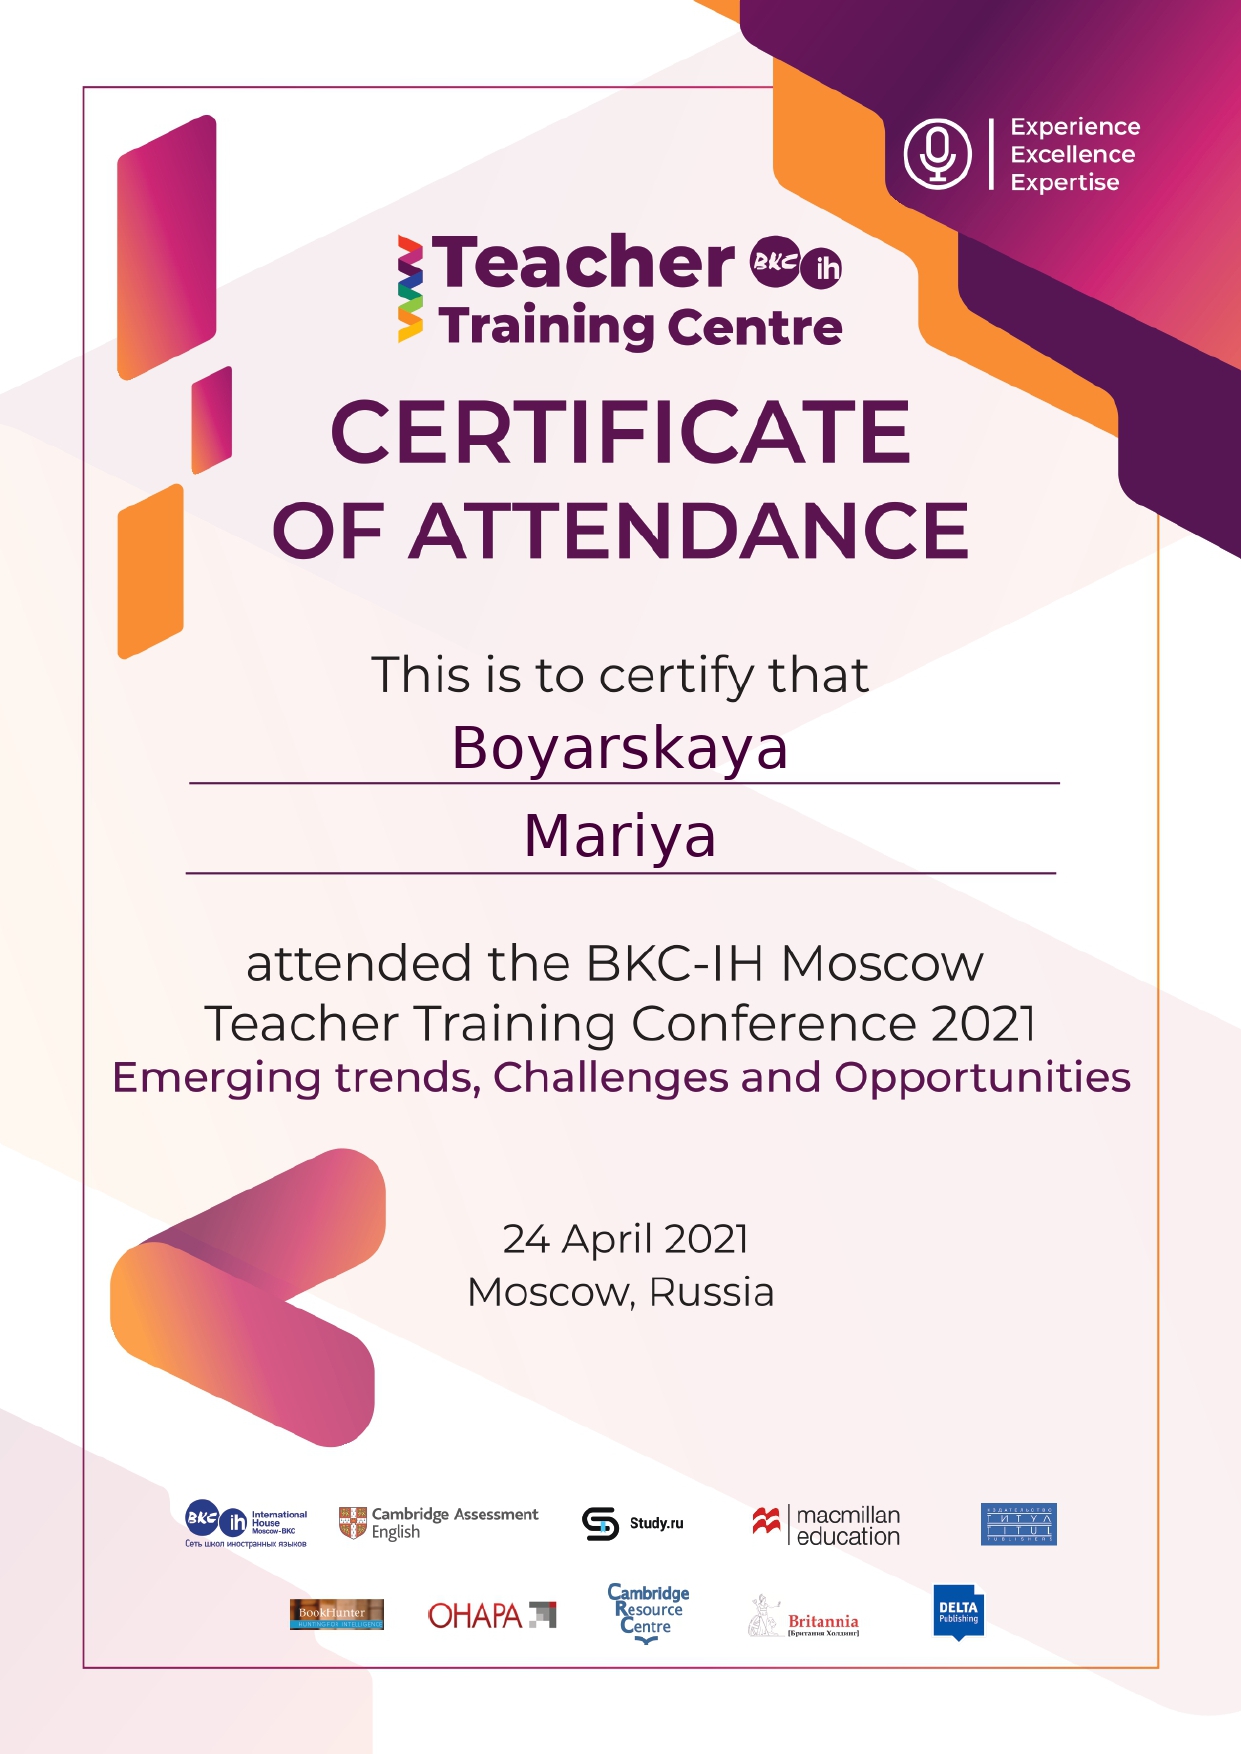 Experience
Excellence
Expertise
Teacher BKC ih
Training Centre
CERTIFICATE
OF ATTENDANCE
This is to certify that
Boyarskaya
Mariya
attended the BKC-IH Moscow
Teacher Training Conference 2021
Emerging trends, Challenges and Opportunities
24 April 2021
Moscow, Russia
BKC ih International
House
Moscow-BKC
Сеть школ иностранных языков
Cambridge Assessment
English
Study.ru
macmillan
education
ИЗДАТЕЛЬСТВО
ТИТУЛ
TITUL
PUBLISHERS
BookHunter
HUNTING FOR INTELLIGENCE
ОНАРА
Cambridge
Resource
Centre
Britannia
[Британия Холдинг]
DELTA
Publishing